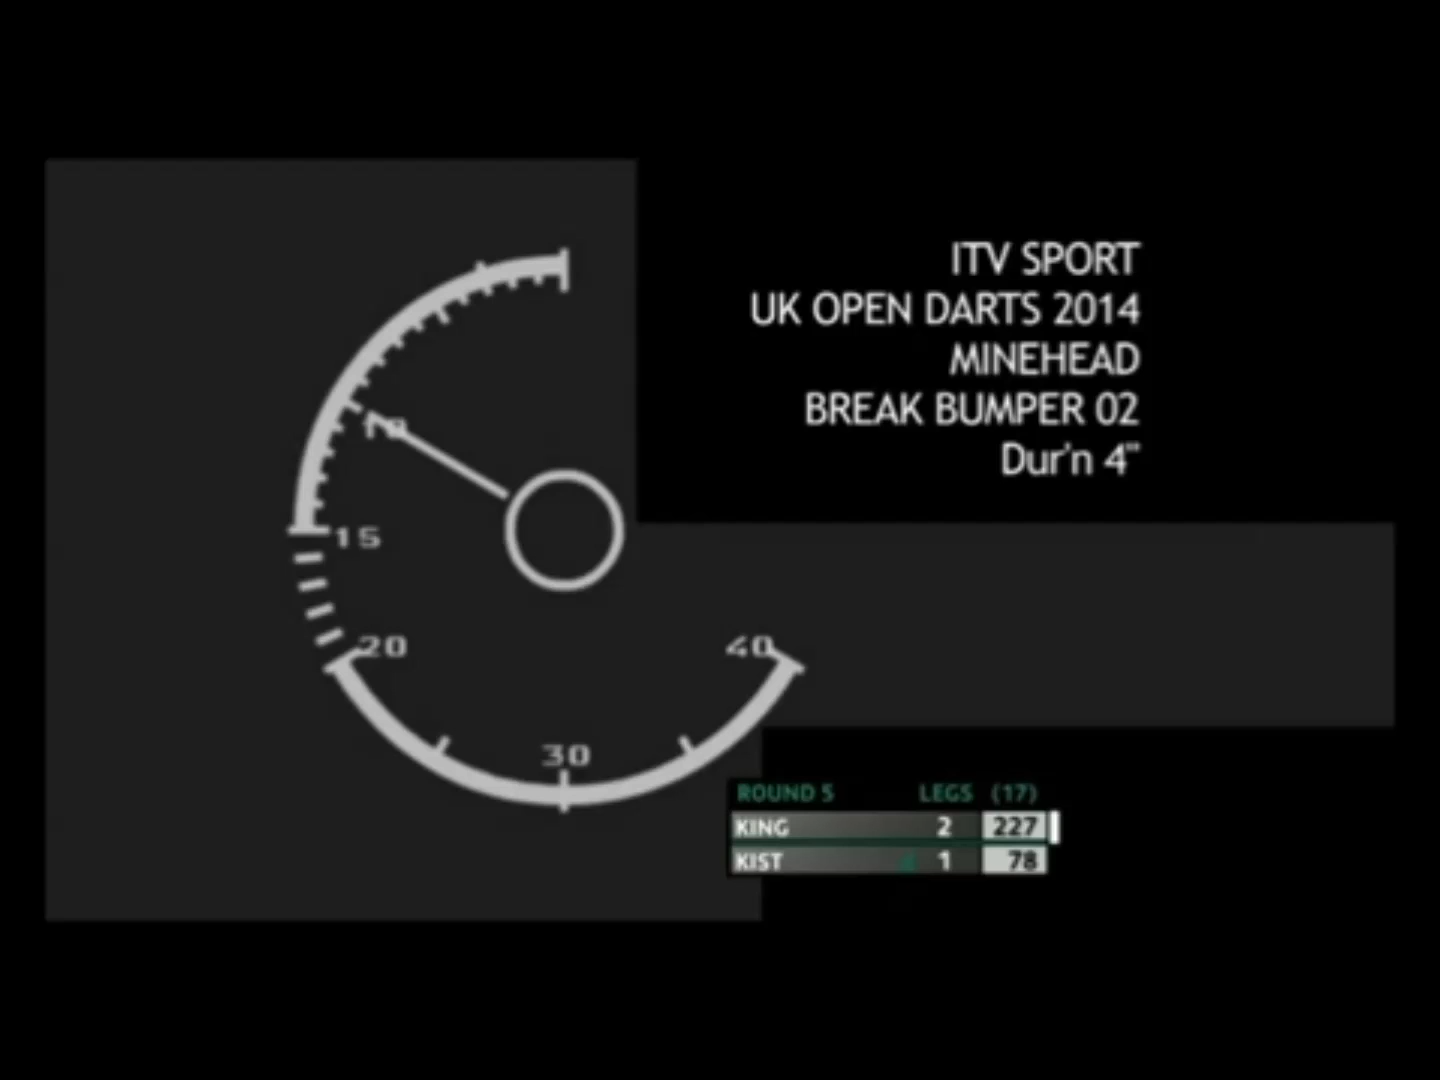 ITV SPORT
UK OPEN DARTS 2014
MINEHEAD
BREAK BUMPER 02
Dur'n 4"
10
15
20
40
30
ROUND 5 LEGS (17)
KING 2 227
KIST 1 78